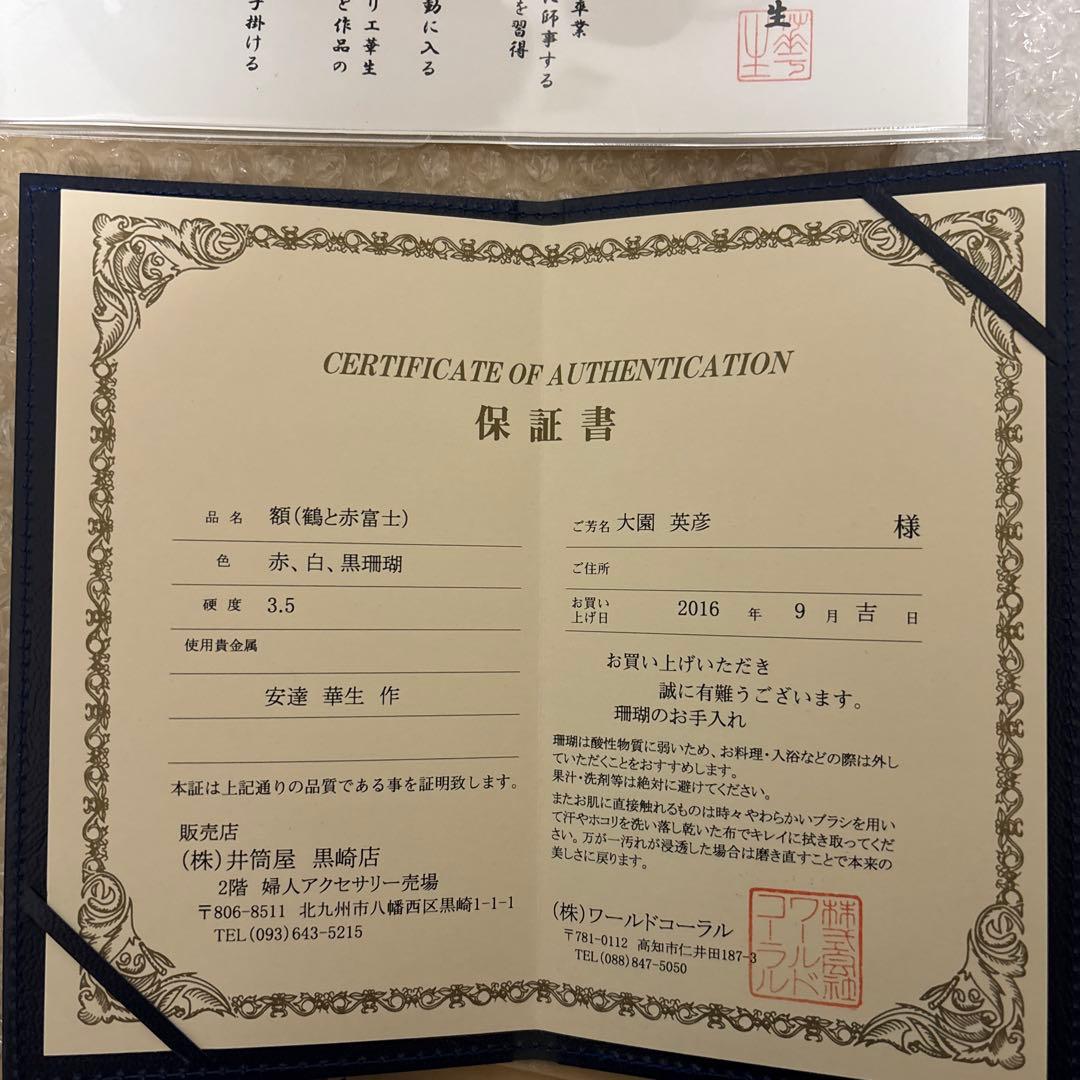 生
華生
卒業
に師事する
を習得
動に入る
リエ華生
と作品の
手掛ける
CERTIFICATE OF AUTHENTICATION
保証書
品名 額(鶴と赤富士)
色 赤、白、黒珊瑚
硬度 3.5
使用貴金属
安達 華生 作
本証は上記通りの品質である事を証明致します。
販売店
(株)井筒屋 黒崎店
2階 婦人アクセサリー売場
〒806-8511 北九州市八幡西区黒崎1-1-1
TEL(093)643-5215
ご芳名 大園 英彦 様
ご住所
お買い上げ日 2016 年 9 月 吉 日
お買い上げいただき
誠に有難うございます。
珊瑚のお手入れ
珊瑚は酸性物質に弱いため、お料理・入浴などの際は外し
ていただくことをおすすめします。
果汁・洗剤等は絶対に避けてください。
またお肌に直接触れるものは時々やわらかいブラシを用い
て汗やホコリを洗い落し乾いた布でキレイに拭き取ってくだ
さい。万が一汚れが浸透した場合は磨き直すことで本来の
美しさに戻ります。
(株)ワールドコーラル
〒781-0112 高知市仁井田187-3
TEL(088)847-5050
株式会社
ワールド
コーラル